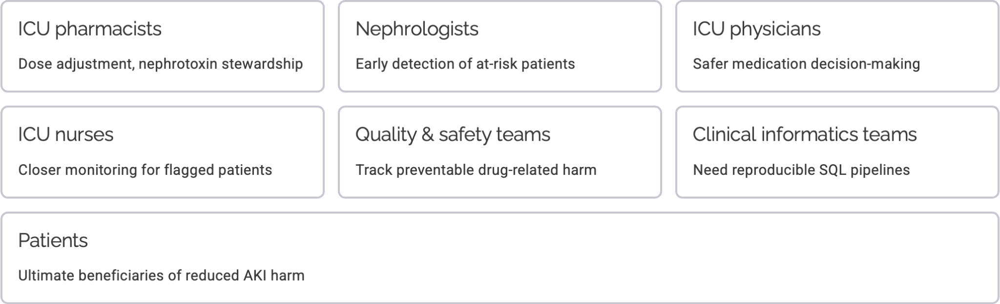 ICU pharmacists
Dose adjustment, nephrotoxin stewardship
Nephrologists
Early detection of at-risk patients
ICU physicians
Safer medication decision-making
ICU nurses
Closer monitoring for flagged patients
Quality & safety teams
Track preventable drug-related harm
Clinical informatics teams
Need reproducible SQL pipelines
Patients
Ultimate beneficiaries of reduced AKI harm